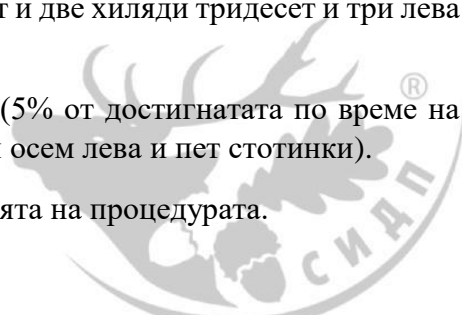 т и две хиляди тридесет и три лева
(5% от достигнатата по време на
осем лева и пет стотинки).
ята на процедурата.
®
СИДП